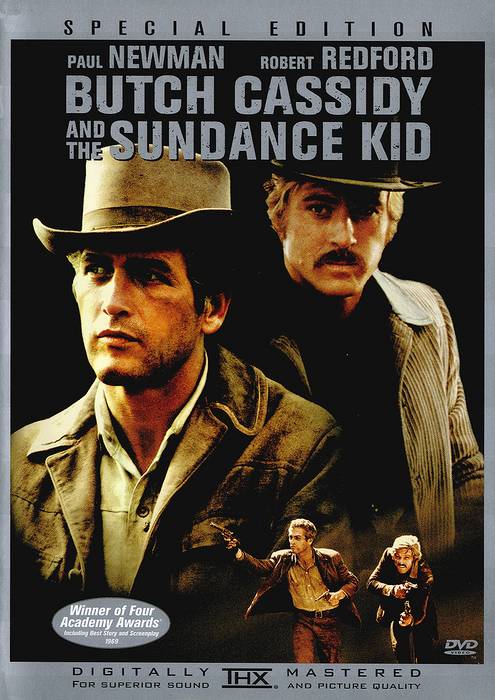 SPECIAL EDITION
PAUL NEWMAN ROBERT REDFORD
BUTCH CASSIDY
AND THE SUNDANCE KID
Winner of Four
Academy Awards®
Including Best Story and Screenplay
1969
DVD
VIDEO
DIGITALLY THX MASTERED
FOR SUPERIOR SOUND AND PICTURE QUALITY